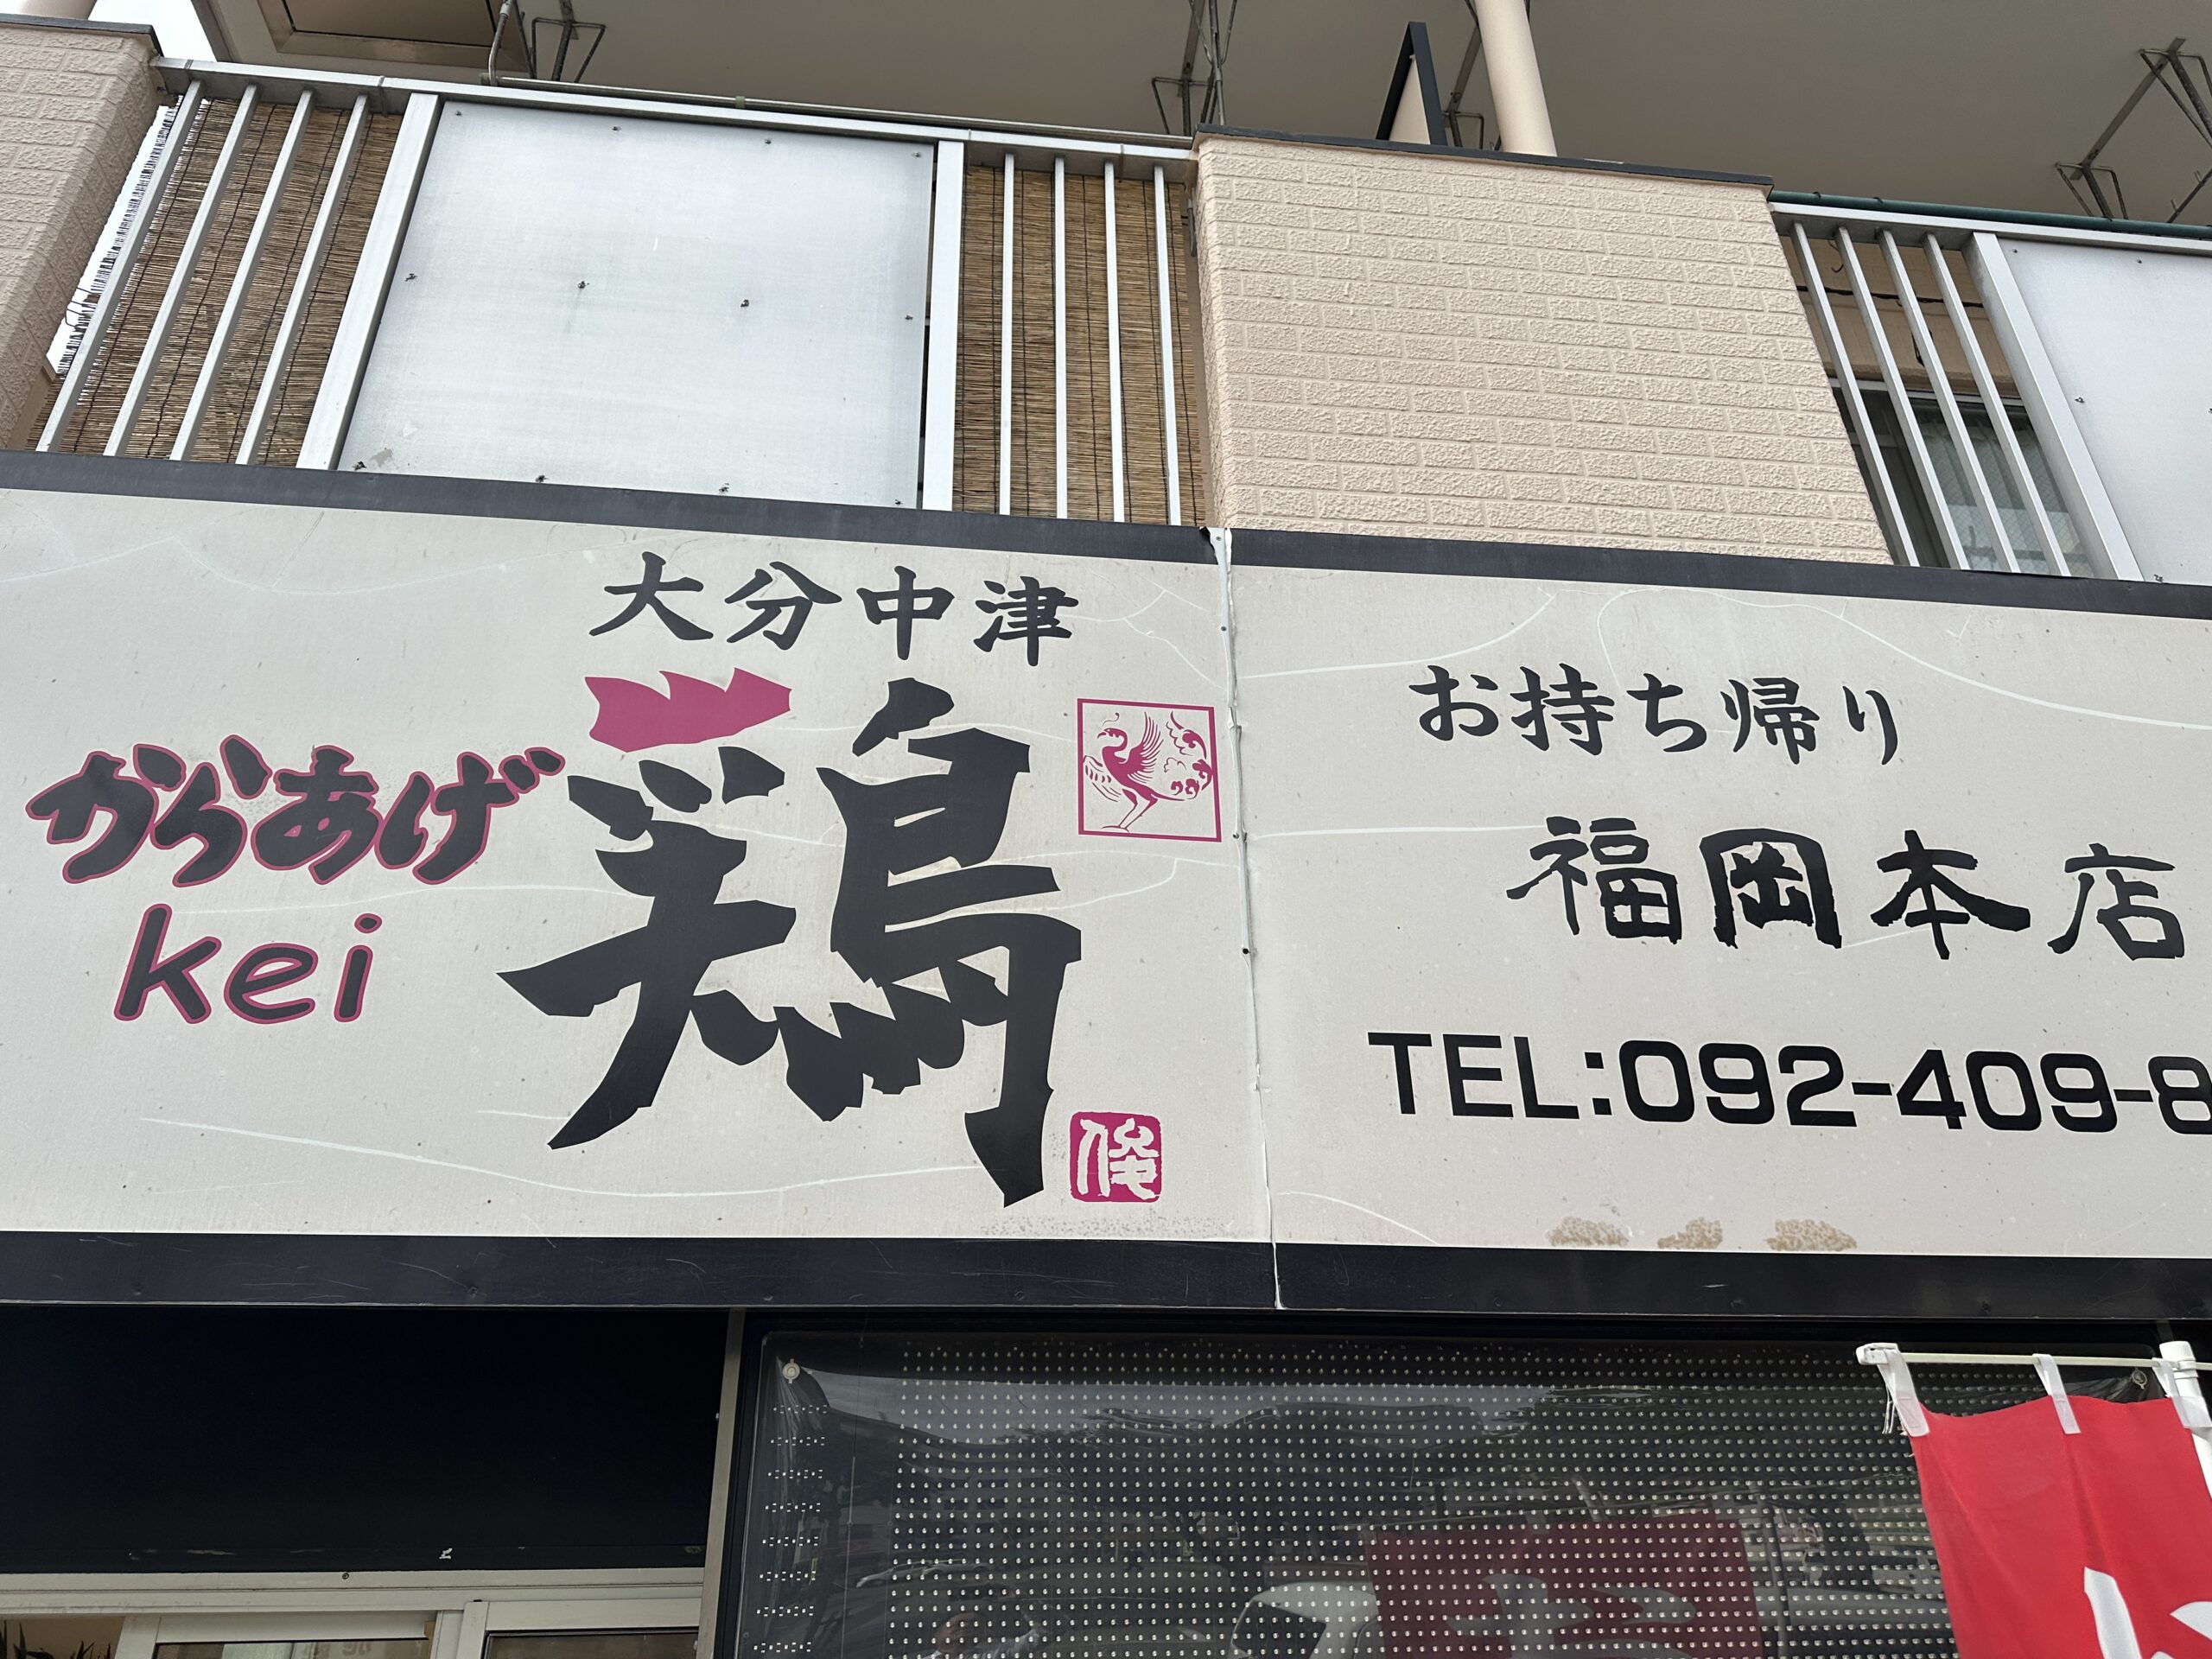 大分中津
からあげ
kei
鶏
俊
お持ち帰り
福岡本店
TEL:092-409-8